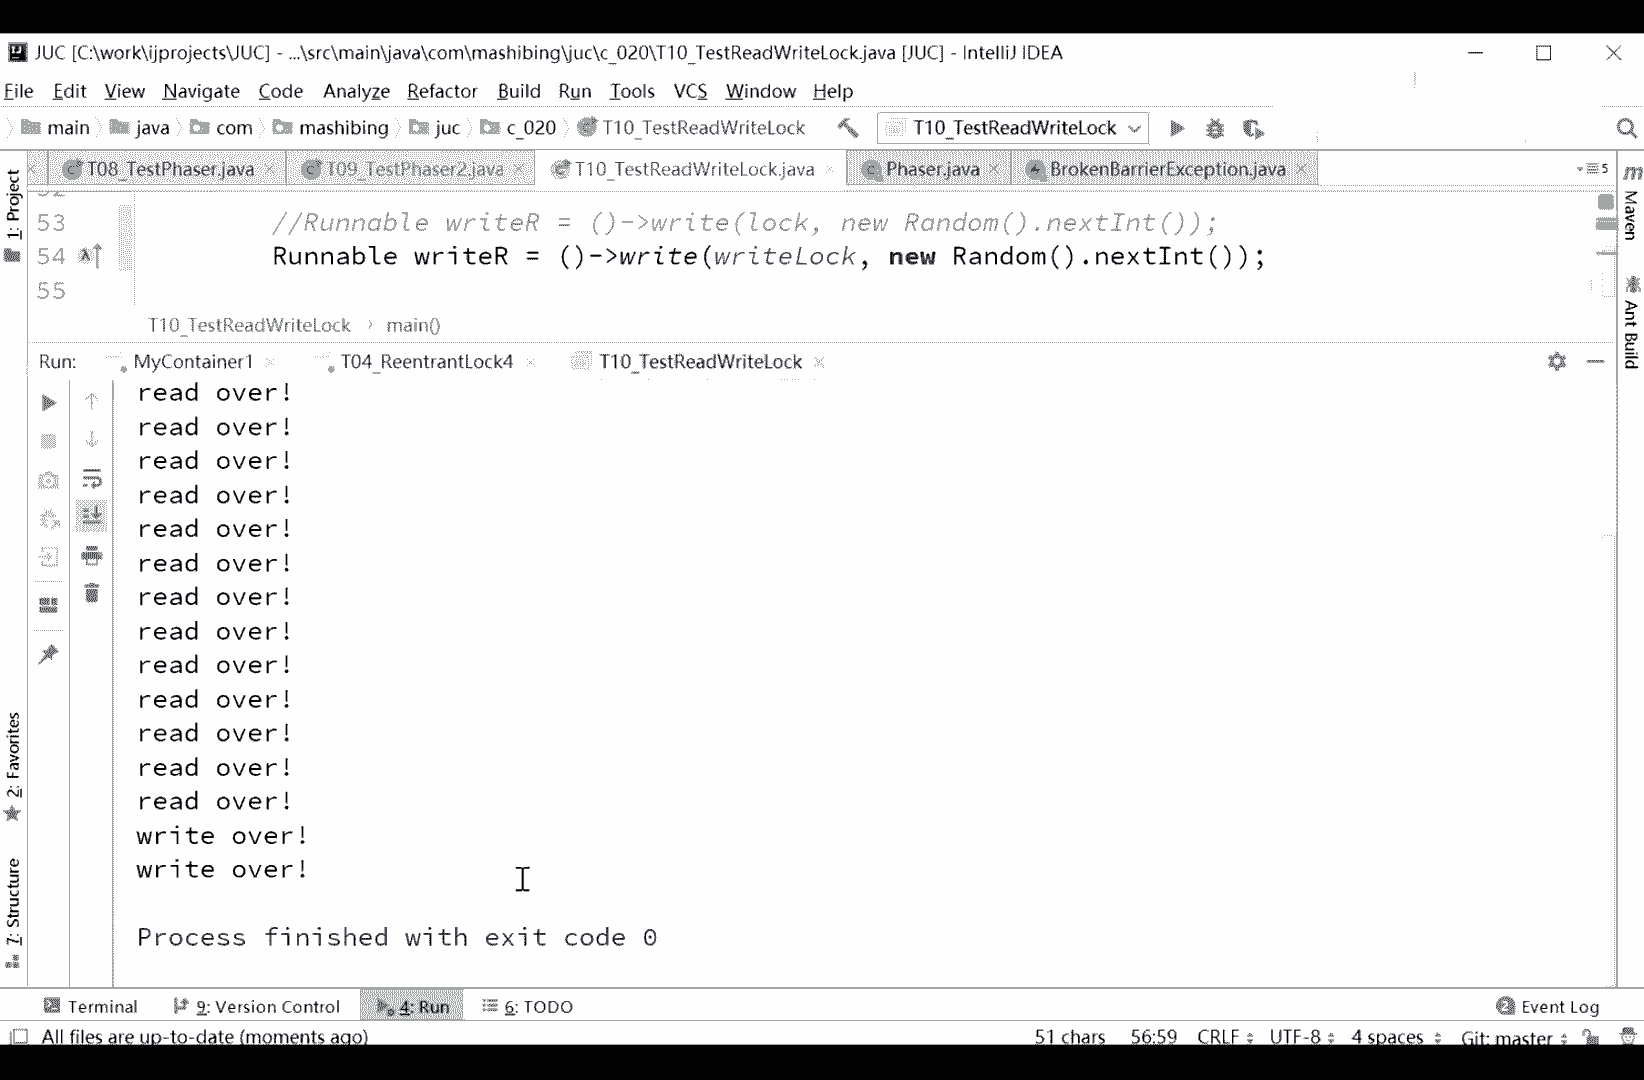 JUC [C:\work\ijprojects\JUC] - ...\src\main\java\com\mashibing\juc\c_020\T10_TestReadWriteLock.java [JUC] - IntelliJ IDEA
File Edit View Navigate Code Analyze Refactor Build Run Tools VCS Window Help
main java com mashibing juc c_020 T10_TestReadWriteLock T10_TestReadWriteLock
T08_TestPhaser.java T09_TestPhaser2.java T10_TestReadWriteLock.java Phaser.java BrokenBarrierException.java 5
53 //Runnable writeR = ()->write(lock, new Random().nextInt());
54 Runnable writeR = ()->write(writeLock, new Random().nextInt());
55
T10_TestReadWriteLock main()
Run: MyContainer1 T04_ReentrantLock4 T10_TestReadWriteLock
read over!
read over!
read over!
read over!
read over!
read over!
read over!
read over!
read over!
read over!
read over!
read over!
read over!
write over!
write over!
Process finished with exit code 0
1: Project
2: Favorites
7: Structure
Maven
Ant Build
Terminal 9: Version Control 4: Run 6: TODO 2 Event Log
All files are up-to-date (moments ago) 51 chars 56:59 CRLF UTF-8 4 spaces Git: master